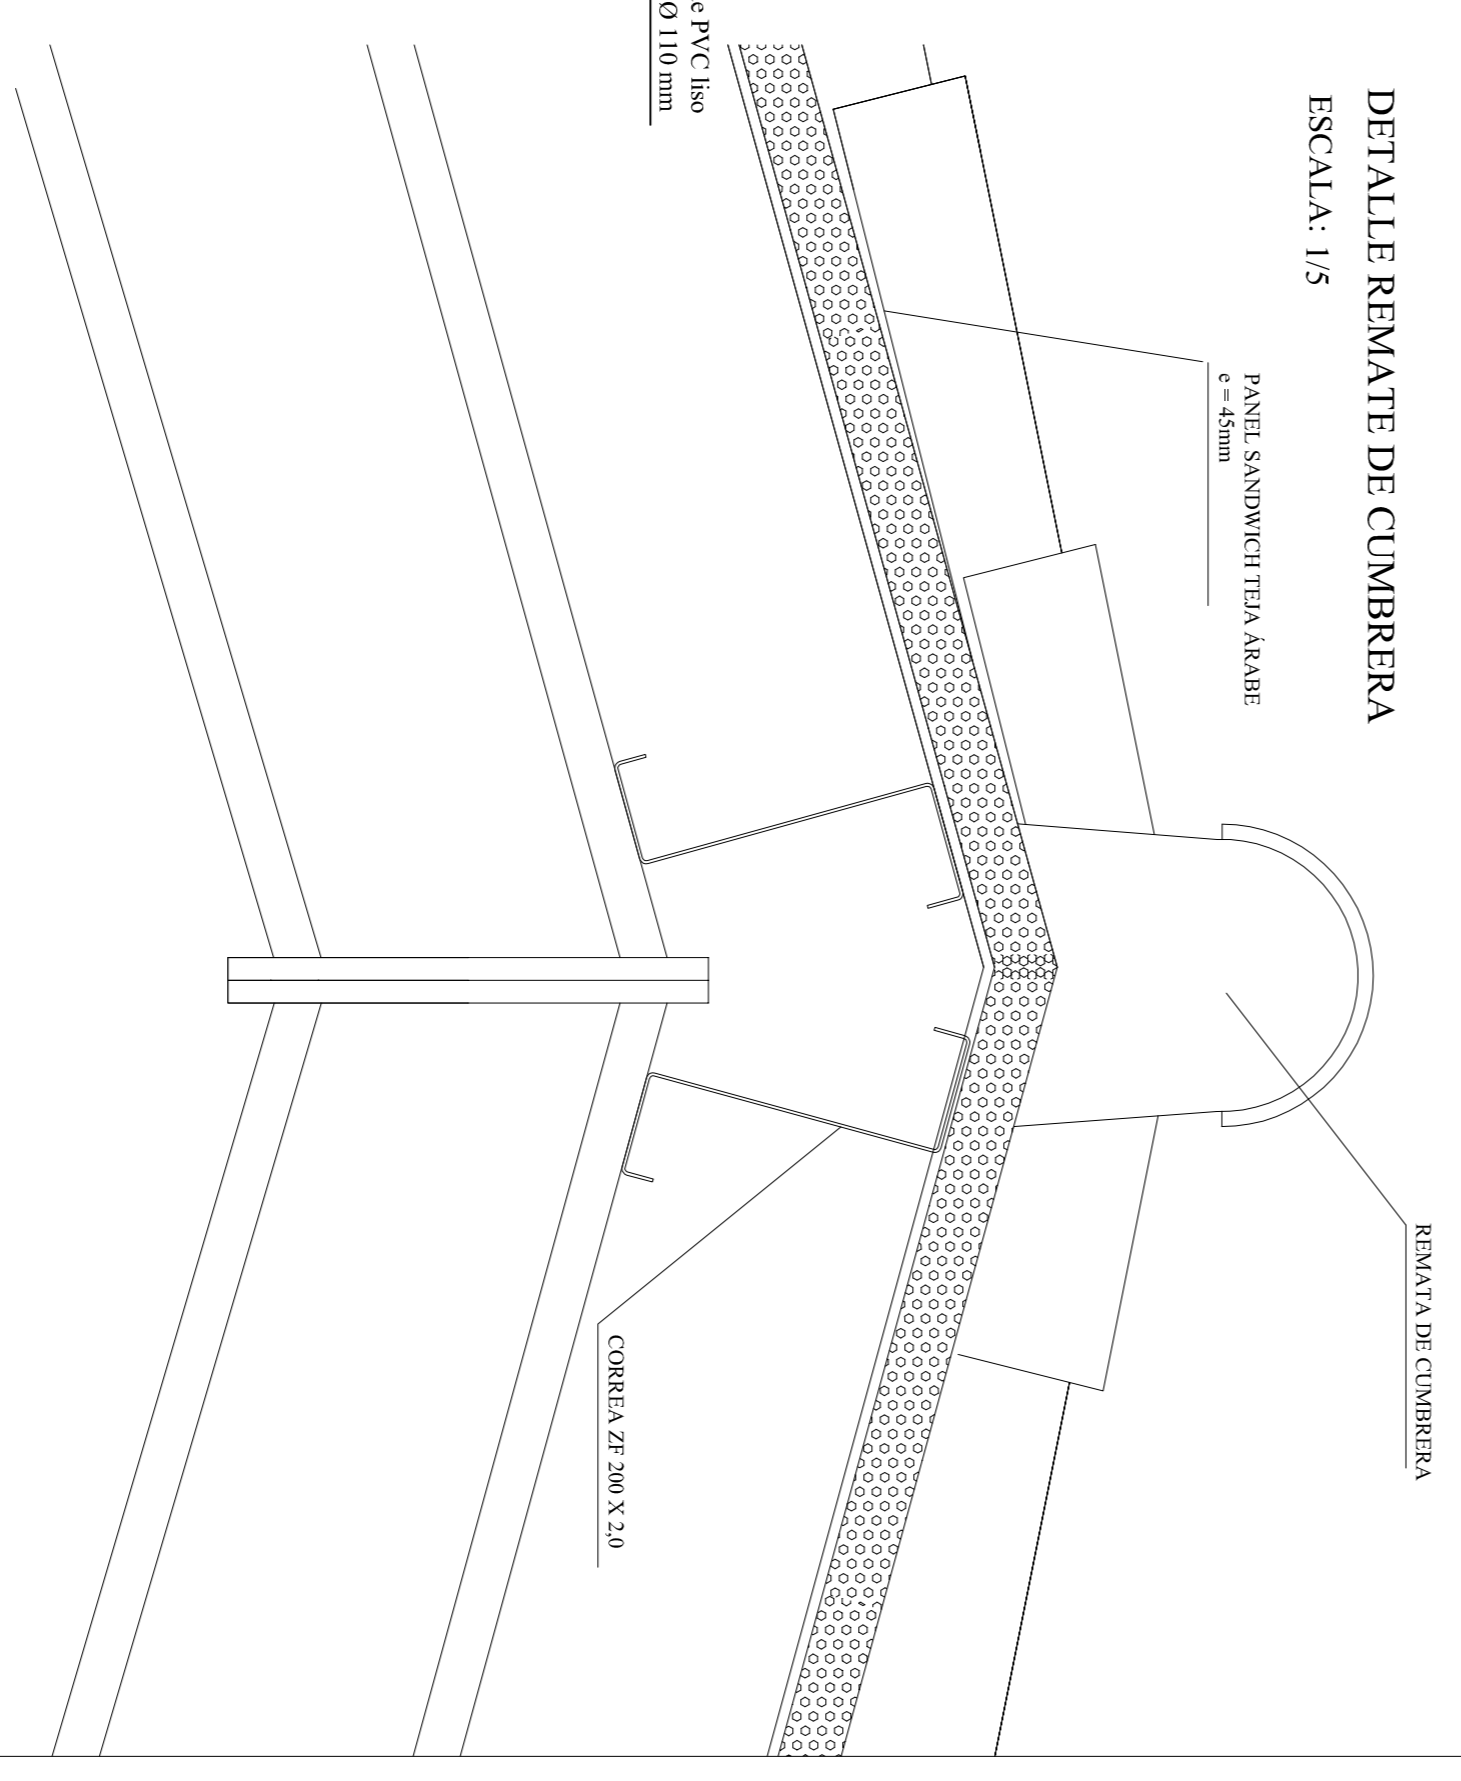 DETALLE REMATE DE CUMBRERA
ESCALA: 1/5
PANEL SANDWICH TEJA ÁRABE
e = 45mm
REMATA DE CUMBRERA
CORREA ZF 200 X 2,0
e PVC liso
Ø 110 mm